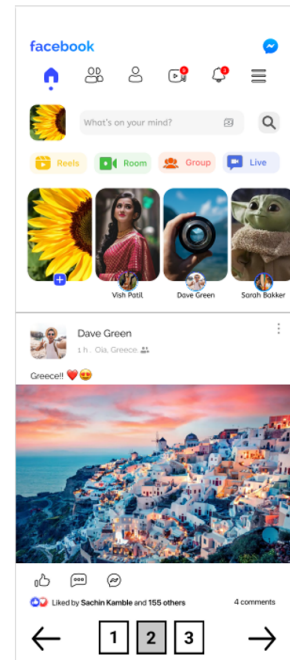 facebook
What's on your mind?
Reels
Room
Group
Live
Vish Patil
Dave Green
Sarah Bakker
Dave Green
1 h . Oia, Greece.
Greece!! ❤️😍
Liked by Sachin Kamble and 155 others
4 comments
1
2
3